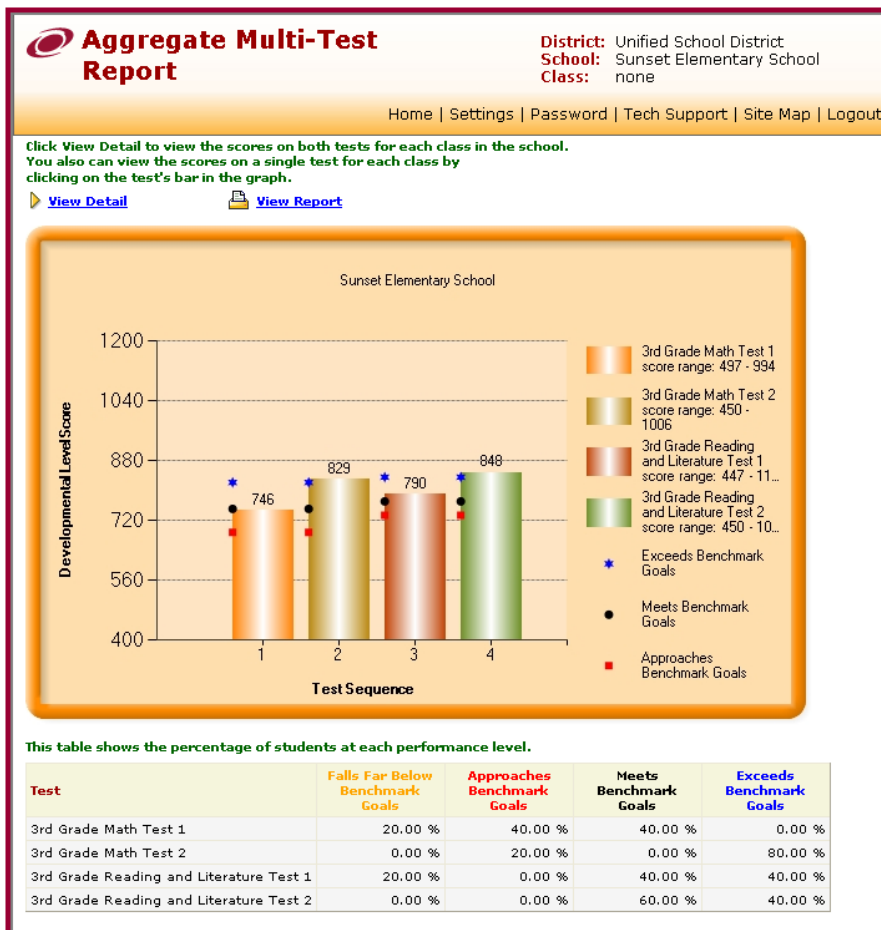 Aggregate Multi-Test
Report
District: Unified School District
School: Sunset Elementary School
Class: none
Home | Settings | Password | Tech Support | Site Map | Logout
Click View Detail to view the scores on both tests for each class in the school.
You also can view the scores on a single test for each class by
clicking on the test's bar in the graph.
View Detail
View Report
Sunset Elementary School
1200
1040
880
720
560
400
Developmental Level Score
746
829
790
848
1
2
3
4
Test Sequence
3rd Grade Math Test 1
score range: 497 - 994
3rd Grade Math Test 2
score range: 450 -
1006
3rd Grade Reading
and Literature Test 1
score range: 447 - 11...
3rd Grade Reading
and Literature Test 2
score range: 450 - 10...
Exceeds Benchmark
Goals
Meets Benchmark
Goals
Approaches
Benchmark Goals
This table shows the percentage of students at each performance level.
Test
Falls Far Below
Benchmark
Goals
Approaches
Benchmark
Goals
Meets
Benchmark
Goals
Exceeds
Benchmark
Goals
3rd Grade Math Test 1 20.00 % 40.00 % 40.00 % 0.00 %
3rd Grade Math Test 2 0.00 % 20.00 % 0.00 % 80.00 %
3rd Grade Reading and Literature Test 1 20.00 % 0.00 % 40.00 % 40.00 %
3rd Grade Reading and Literature Test 2 0.00 % 0.00 % 60.00 % 40.00 %